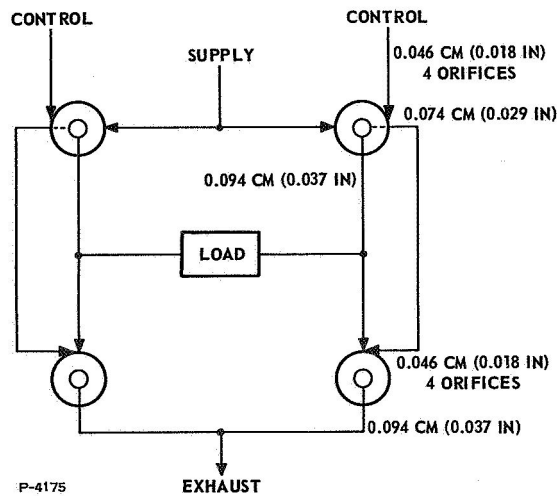 CONTROL
CONTROL
SUPPLY
0.046 CM (0.018 IN)
4 ORIFICES
0.074 CM (0.029 IN)
0.094 CM (0.037 IN)
LOAD
0.046 CM (0.018 IN)
4 ORIFICES
0.094 CM (0.037 IN)
P-4175
EXHAUST